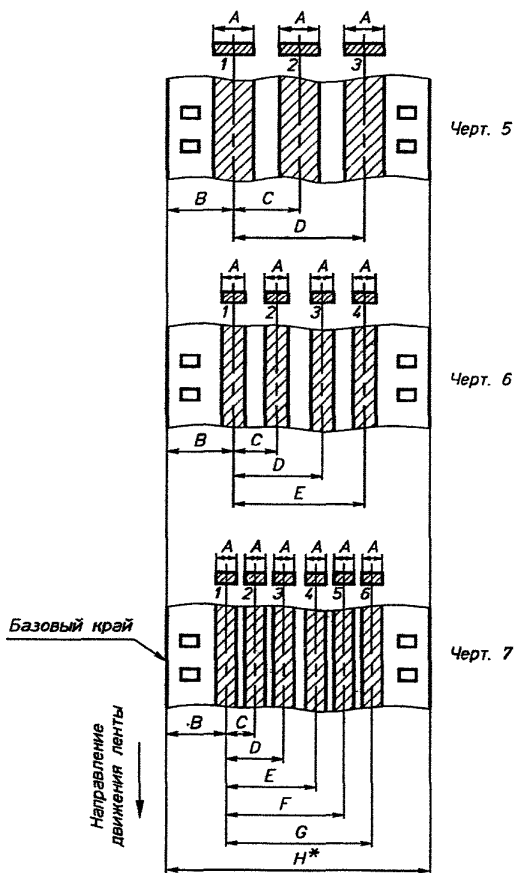 A A A
1 2 3
Черт. 5
B C
D
A A A A
1 2 3 4
Черт. 6
B C
D
E
A A A A A A
1 2 3 4 5 6
Базовый край
Черт. 7
B C
D
E
F
G
H*
Направление
движения ленты